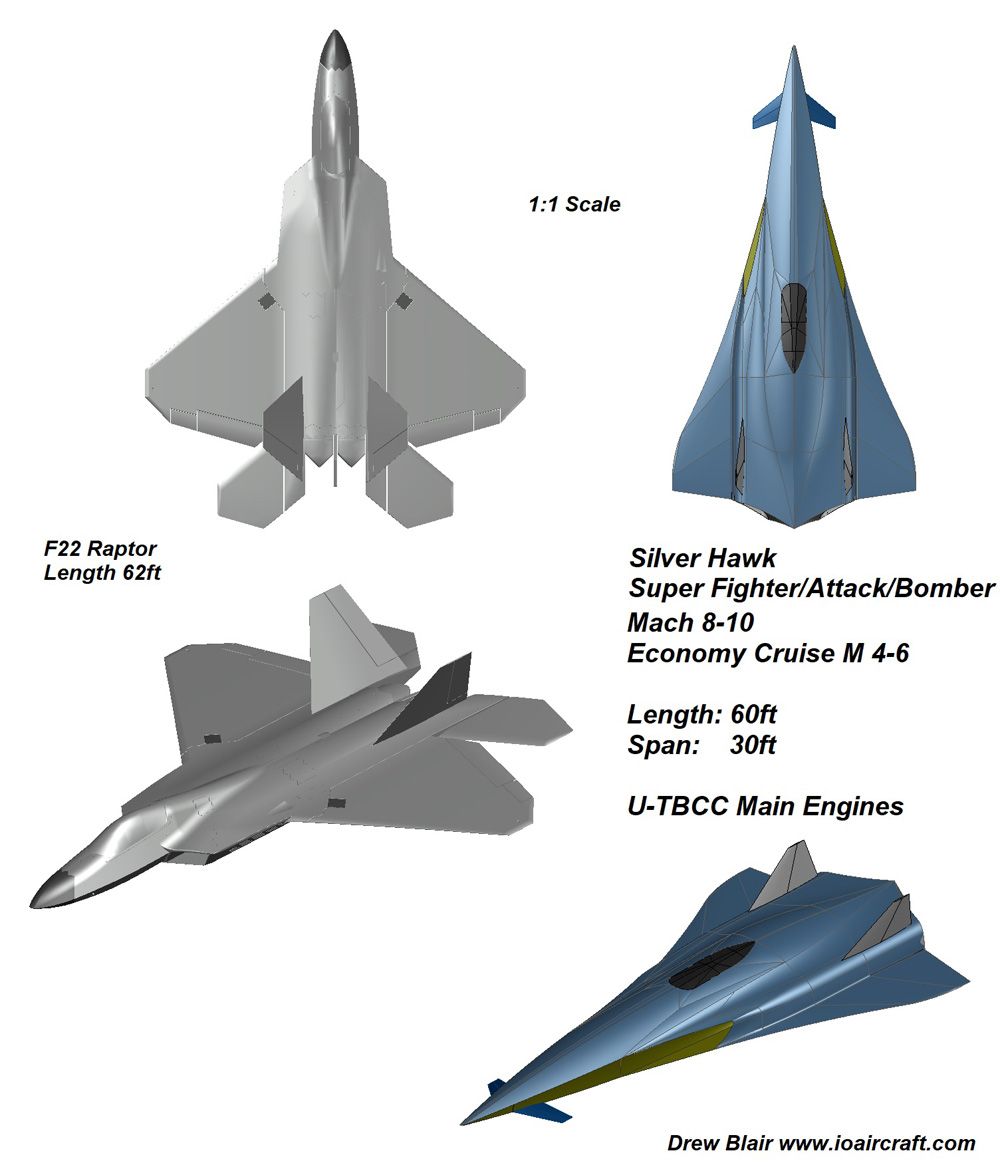 1:1 Scale
F22 Raptor
Length 62ft
Silver Hawk
Super Fighter/Attack/Bomber
Mach 8-10
Economy Cruise M 4-6
Length: 60ft
Span: 30ft
U-TBCC Main Engines
Drew Blair www.ioaircraft.com